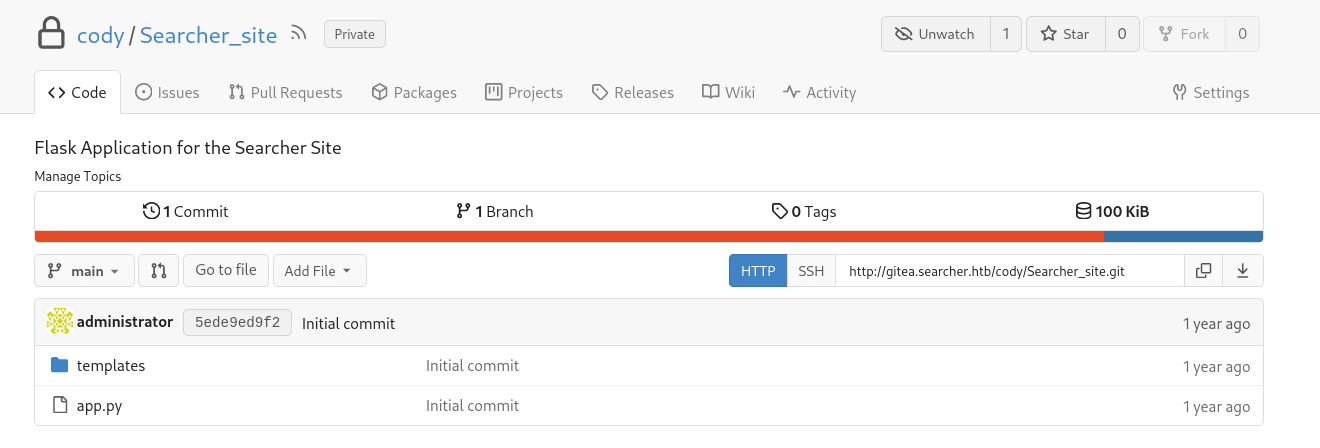 cody / Searcher_site Private Unwatch 1 Star 0 Fork 0
Code Issues Pull Requests Packages Projects Releases Wiki Activity Settings
Flask Application for the Searcher Site
Manage Topics
1 Commit 1 Branch 0 Tags 100 KiB
main Go to file Add File HTTP SSH http://gitea.searcher.htb/cody/Searcher_site.git
administrator 5ede9ed9f2 Initial commit 1 year ago
templates Initial commit 1 year ago
app.py Initial commit 1 year ago